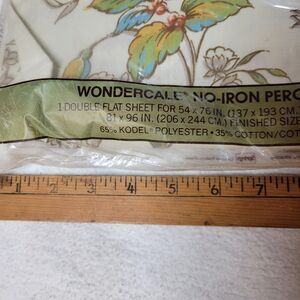 WONDERCALE® NO-IRON PERC
1 DOUBLE FLAT SHEET FOR 54 x 76 IN. (137 x 193 CM.)
81 x 96 IN. (206 x 244 CM.) FINISHED SIZE
65% KODEL® POLYESTER • 35% COTTON/COT
1 2 3 4 5 6 7